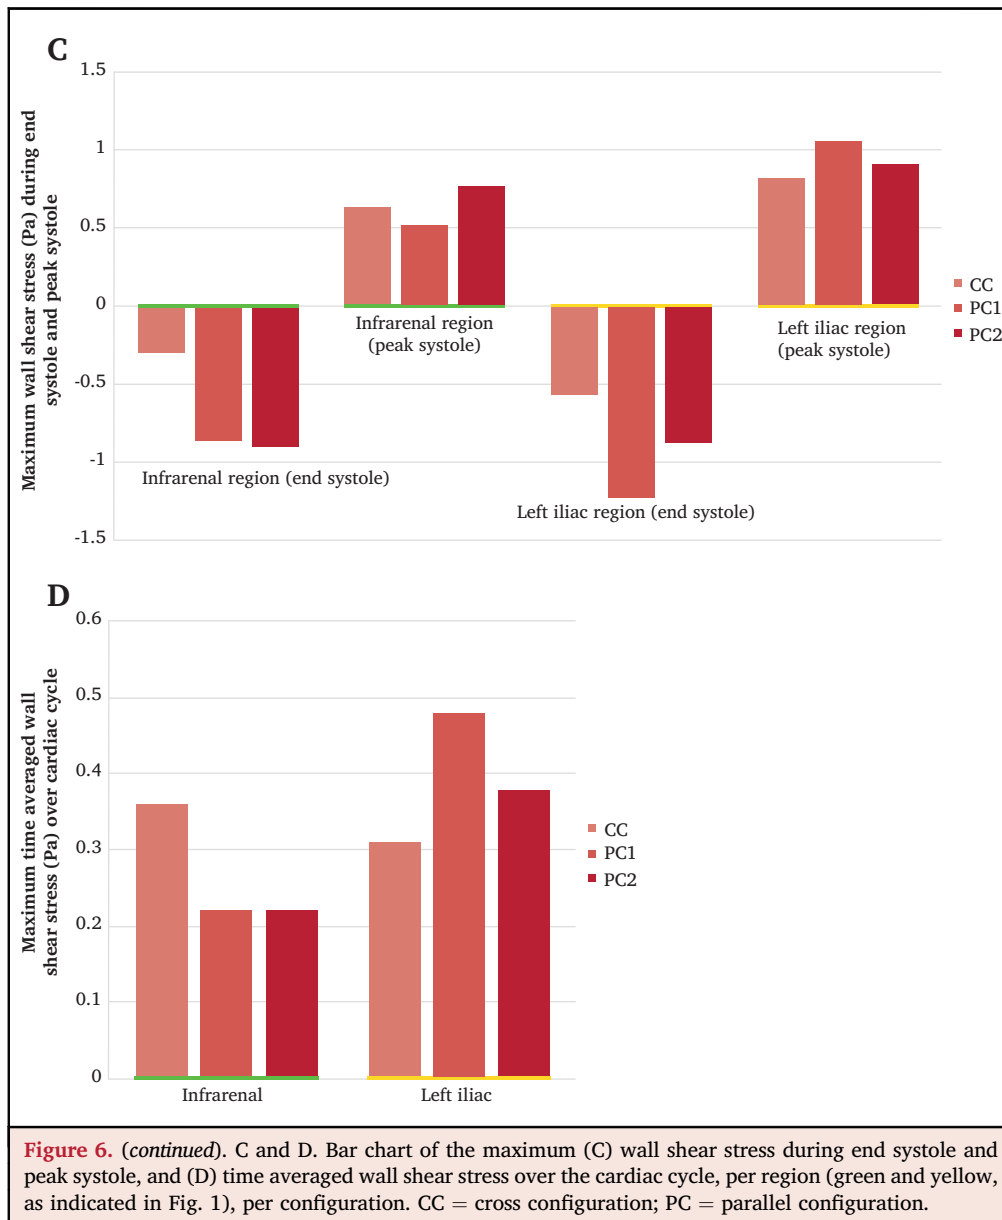 C
Maximum wall shear stress (Pa) during end
systole and peak systole
1.5
1
0.5
0
-0.5
-1
-1.5
Infrarenal region
(peak systole)
Left iliac region
(peak systole)
Infrarenal region (end systole)
Left iliac region (end systole)
CC
PC1
PC2
D
Maximum time averaged wall
shear stress (Pa) over cardiac cycle
0.6
0.5
0.4
0.3
0.2
0.1
0
Infrarenal
Left iliac
CC
PC1
PC2
Figure 6. (continued). C and D. Bar chart of the maximum (C) wall shear stress during end systole and
peak systole, and (D) time averaged wall shear stress over the cardiac cycle, per region (green and yellow,
as indicated in Fig. 1), per configuration. CC = cross configuration; PC = parallel configuration.